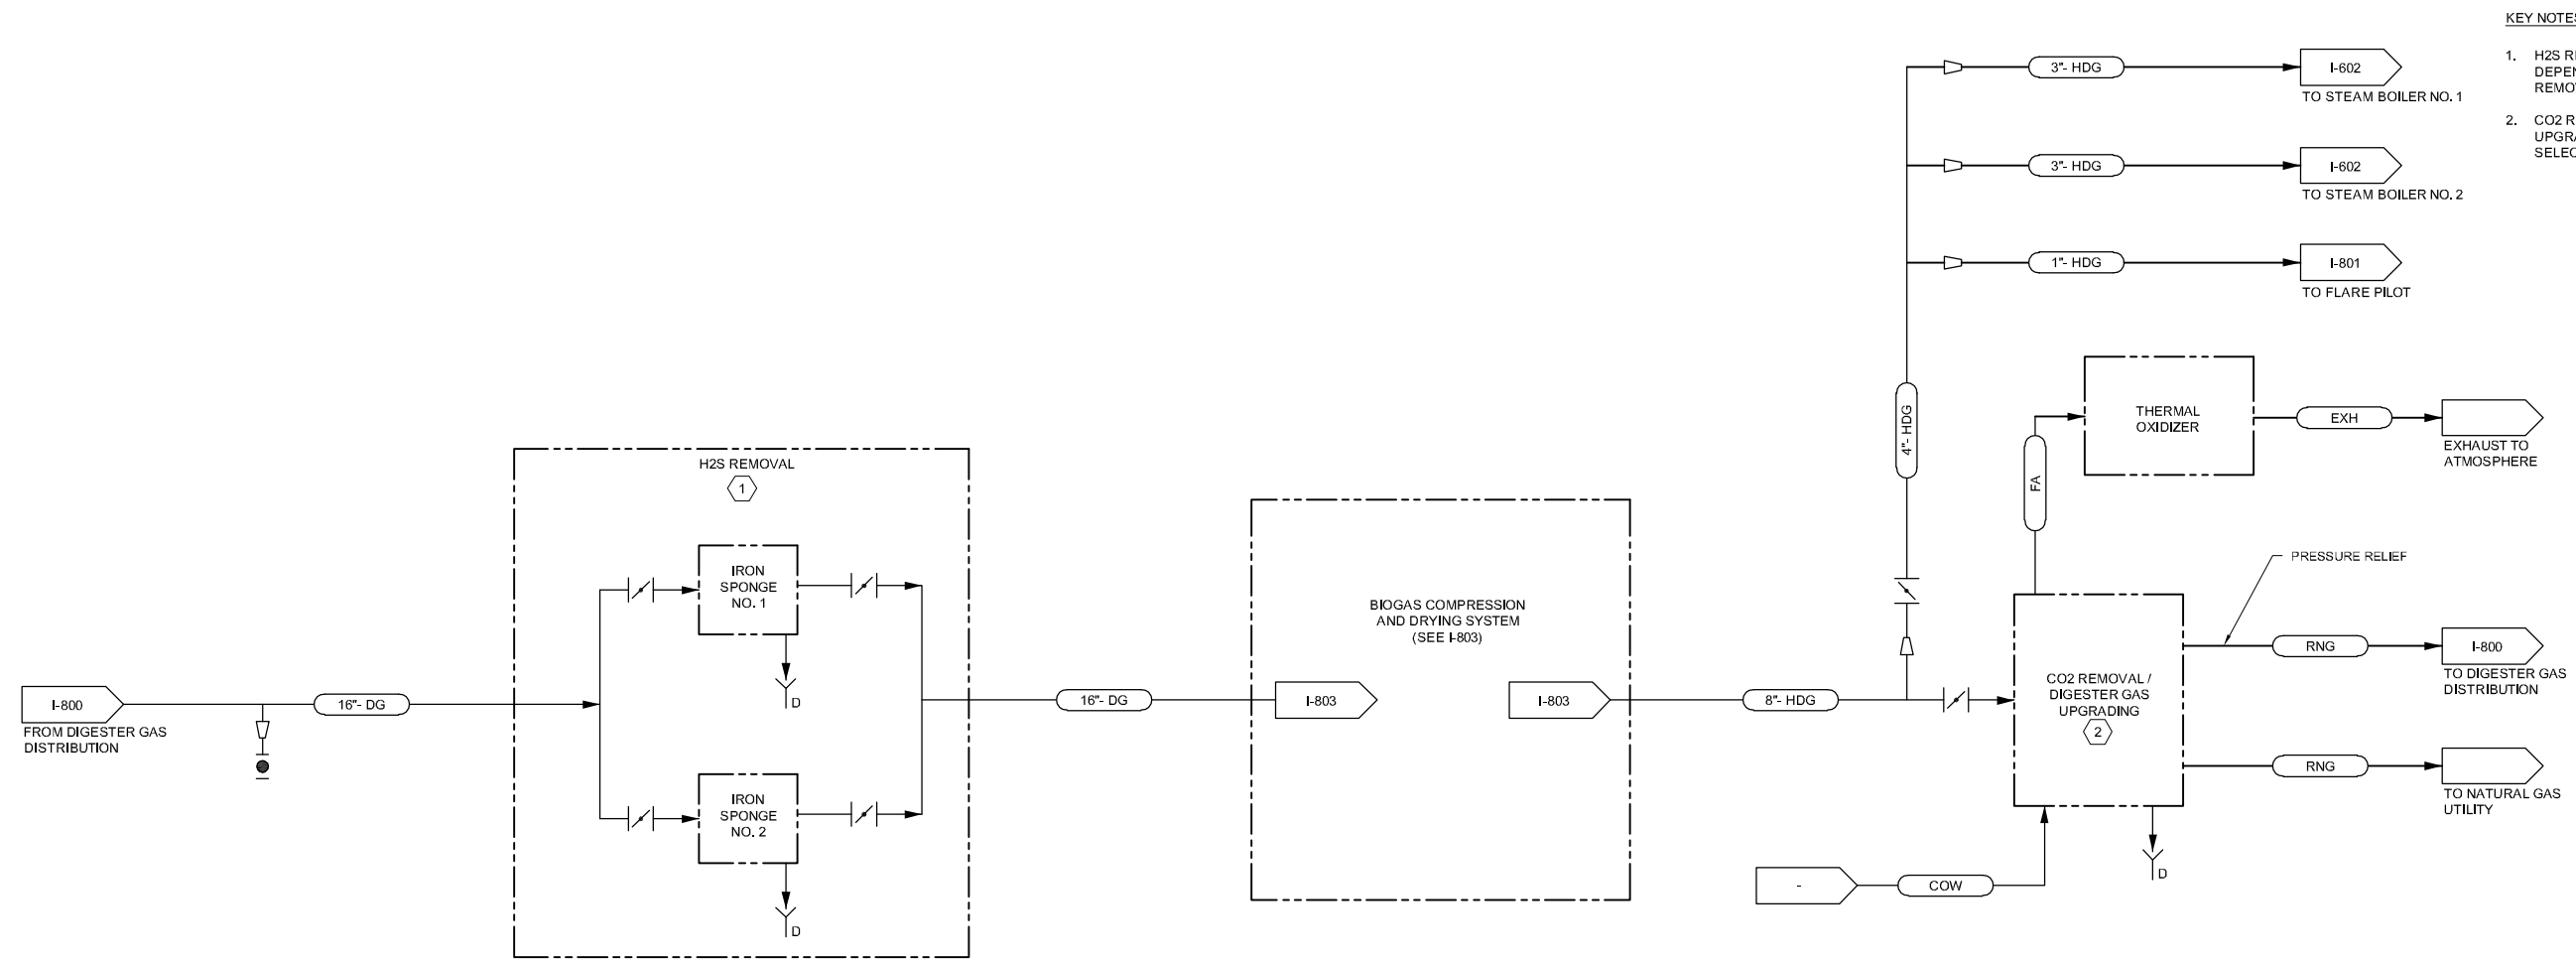 KEY NOTES
1. H2S
2. CO2
3"- HDG
I-602
TO STEAM BOILER NO. 1
3"- HDG
I-602
TO STEAM BOILER NO. 2
1"- HDG
I-801
TO FLARE PILOT
4"- HDG
THERMAL
OXIDIZER
EXH
EXHAUST TO
ATMOSPHERE
FA
H2S REMOVAL
1
IRON
SPONGE
NO. 1
D
I-800
FROM DIGESTER GAS
DISTRIBUTION
16"- DG
IRON
SPONGE
NO. 2
D
16"- DG
BIOGAS COMPRESSION
AND DRYING SYSTEM
(SEE I-803)
I-803
I-803
8"- HDG
PRESSURE RELIEF
CO2 REMOVAL /
DIGESTER GAS
UPGRADING
2
RNG
I-800
TO DIGESTER GAS
DISTRIBUTION
RNG
TO NATURAL GAS
UTILITY
-
COW
D